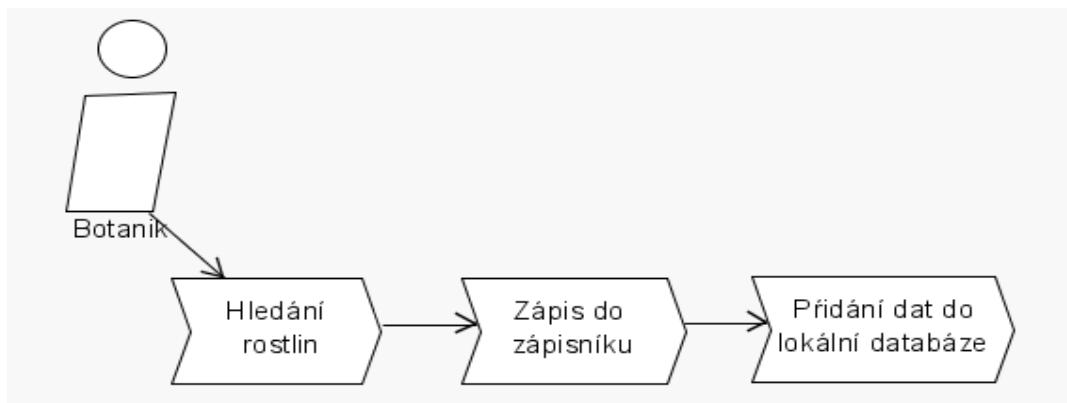 Botanik
Hledání
rostlin
Zápis do
zápisníku
Přidání dat do
lokální databáze